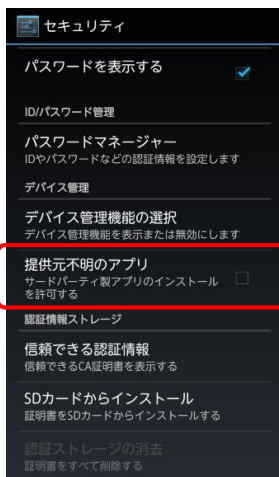 セキュリティ
パスワードを表示する
ID/パスワード管理
パスワードマネージャー
IDやパスワードなどの認証情報を設定します
デバイス管理
デバイス管理機能の選択
デバイス管理機能を表示または無効にします
提供元不明のアプリ
サードパーティ製アプリのインストール
を許可する
認証情報ストレージ
信頼できる認証情報
信頼できるCA証明書を表示する
SDカードからインストール
証明書をSDカードからインストールする
認証ストレージの消去
証明書をすべて削除する